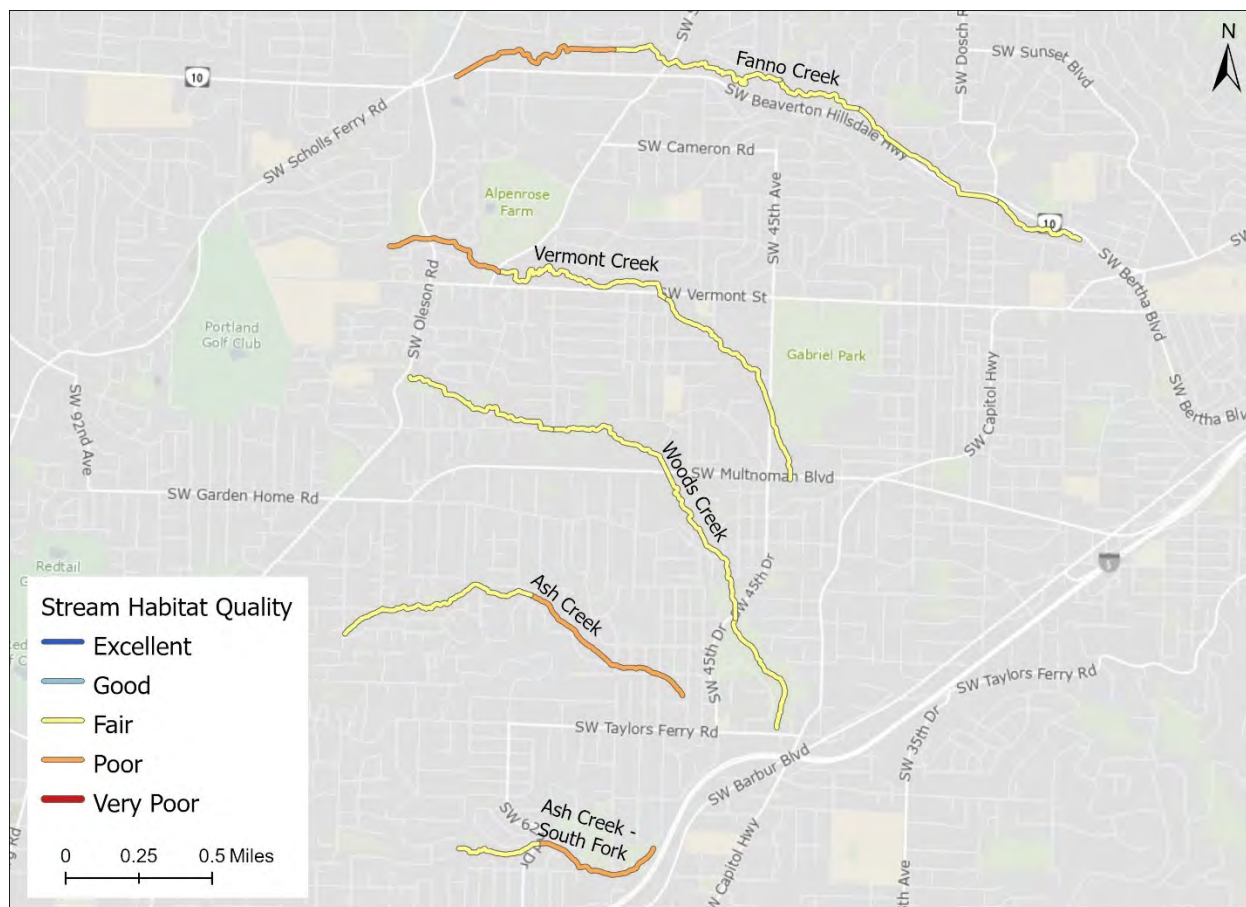 N
SW Dosch R
SW Sunset Blvd
10
Fanno Creek
SW Beaverton Hillsdale Hwy
SW Scholls Ferry Rd
SW Cameron Rd
Alpenrose
Farm
SW 45th Ave
10
Vermont Creek
SW Vermont St
SW Bertha Blvd
SW Oleson Rd
Portland
Golf Club
Gabriel Park
SW 92nd Ave
SW Capitol Hwy
SW Bertha Blv
Woods Creek
SW Multnomah Blvd
SW Garden Home Rd
Redtail
5
Ash Creek
SW 45th Dr
SW 45th Dr
SW Taylors Ferry Rd
SW Taylors Ferry Rd
SW 35th Dr
SW Barbur Blvd
Ash Creek -
South Fork
SW Capitol Hwy
Stream Habitat Quality
Excellent
Good
Fair
Poor
Very Poor
0 0.25 0.5 Miles